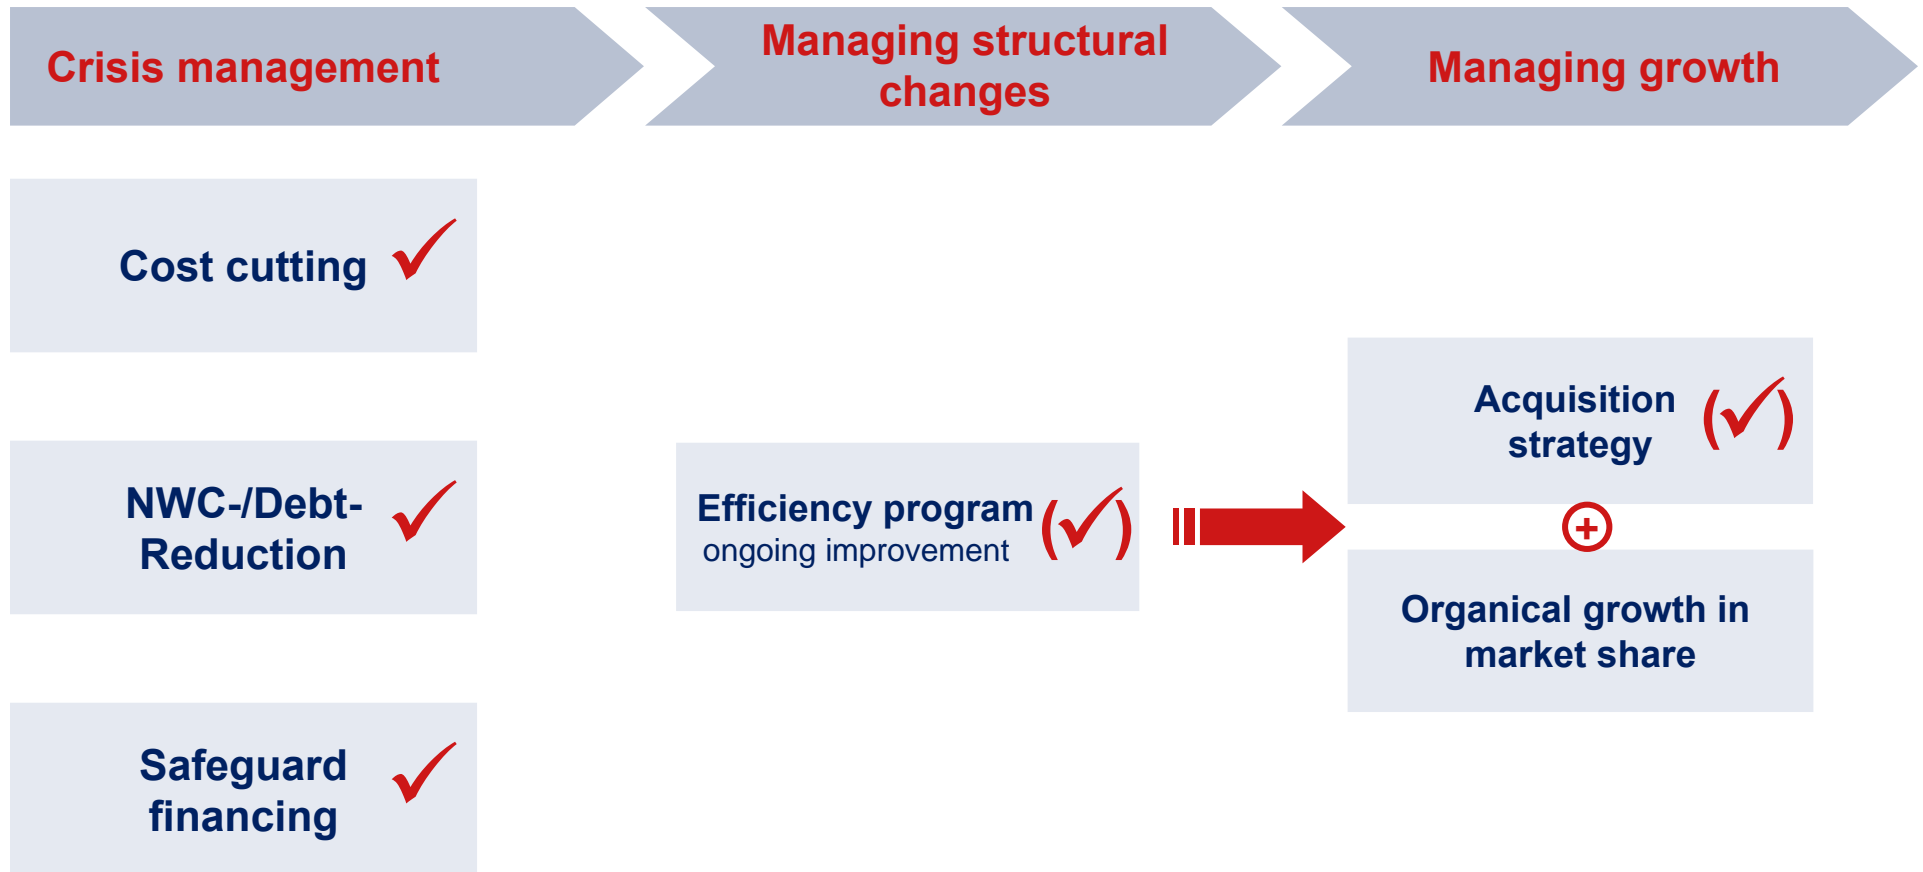 Crisis management
Managing structural
changes
Managing growth
Cost cutting ✓
NWC-/Debt-
Reduction ✓
Safeguard
financing ✓
Efficiency program
ongoing improvement (✓)
Acquisition
strategy (✓)
+
Organical growth in
market share